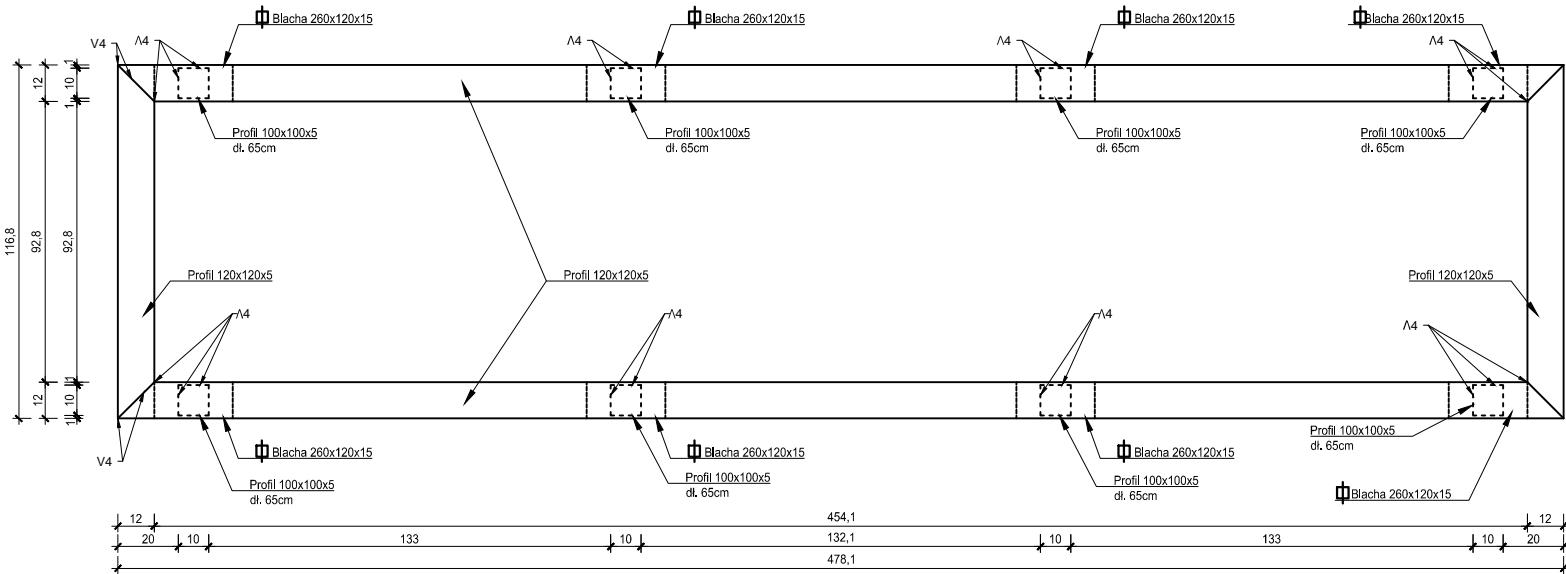 Blacha 260x120x15
Blacha 260x120x15
Blacha 260x120x15
Blacha 260x120x15
V4
Λ4
Λ4
Λ4
Λ4
Profil 100x100x5
dł. 65cm
Profil 100x100x5
dł. 65cm
Profil 100x100x5
dł. 65cm
Profil 100x100x5
dł. 65cm
1
10
1
12
116,8
92,8
92,8
Profil 120x120x5
Profil 120x120x5
Profil 120x120x5
Λ4
Λ4
Λ4
Λ4
1
10
1
12
V4
Blacha 260x120x15
Blacha 260x120x15
Blacha 260x120x15
Profil 100x100x5
dł. 65cm
Profil 100x100x5
dł. 65cm
Profil 100x100x5
dł. 65cm
Profil 100x100x5
dł. 65cm
Blacha 260x120x15
12
454,1
12
20
10
133
10
132,1
10
133
10
20
478,1